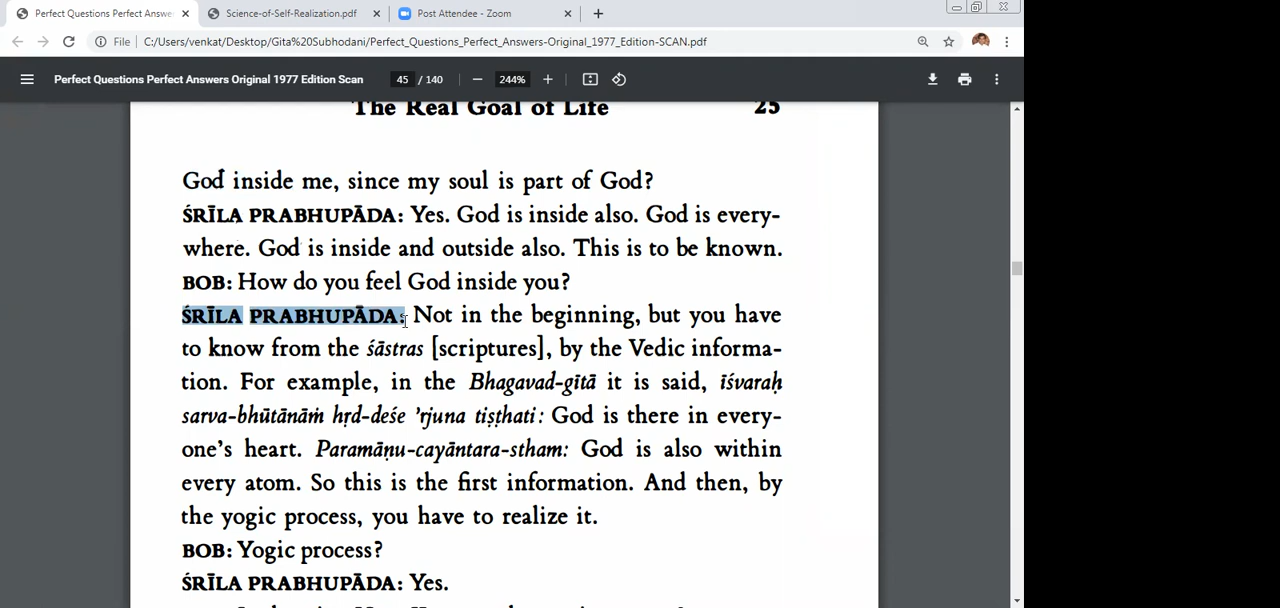 Perfect Questions Perfect Answe
Science-of-Self-Realization.pdf
Post Attendee - Zoom
File
C:/Users/venkat/Desktop/Gita%20Subhodani/Perfect_Questions_Perfect_Answers-Original_1977_Edition-SCAN.pdf
Perfect Questions Perfect Answers Original 1977 Edition Scan
45 / 140
244%
The Real Goal of Life 25
God inside me, since my soul is part of God?
ŚRĪLA PRABHUPĀDA: Yes. God is inside also. God is every-
where. God is inside and outside also. This is to be known.
BOB: How do you feel God inside you?
ŚRĪLA PRABHUPĀDA: Not in the beginning, but you have
to know from the śāstras [scriptures], by the Vedic informa-
tion. For example, in the Bhagavad-gītā it is said, īśvaraḥ
sarva-bhūtānāṁ hṛd-deśe 'rjuna tiṣṭhati: God is there in every-
one's heart. Paramāṇu-cayāntara-stham: God is also within
every atom. So this is the first information. And then, by
the yogic process, you have to realize it.
BOB: Yogic process?
ŚRĪLA PRABHUPĀDA: Yes.